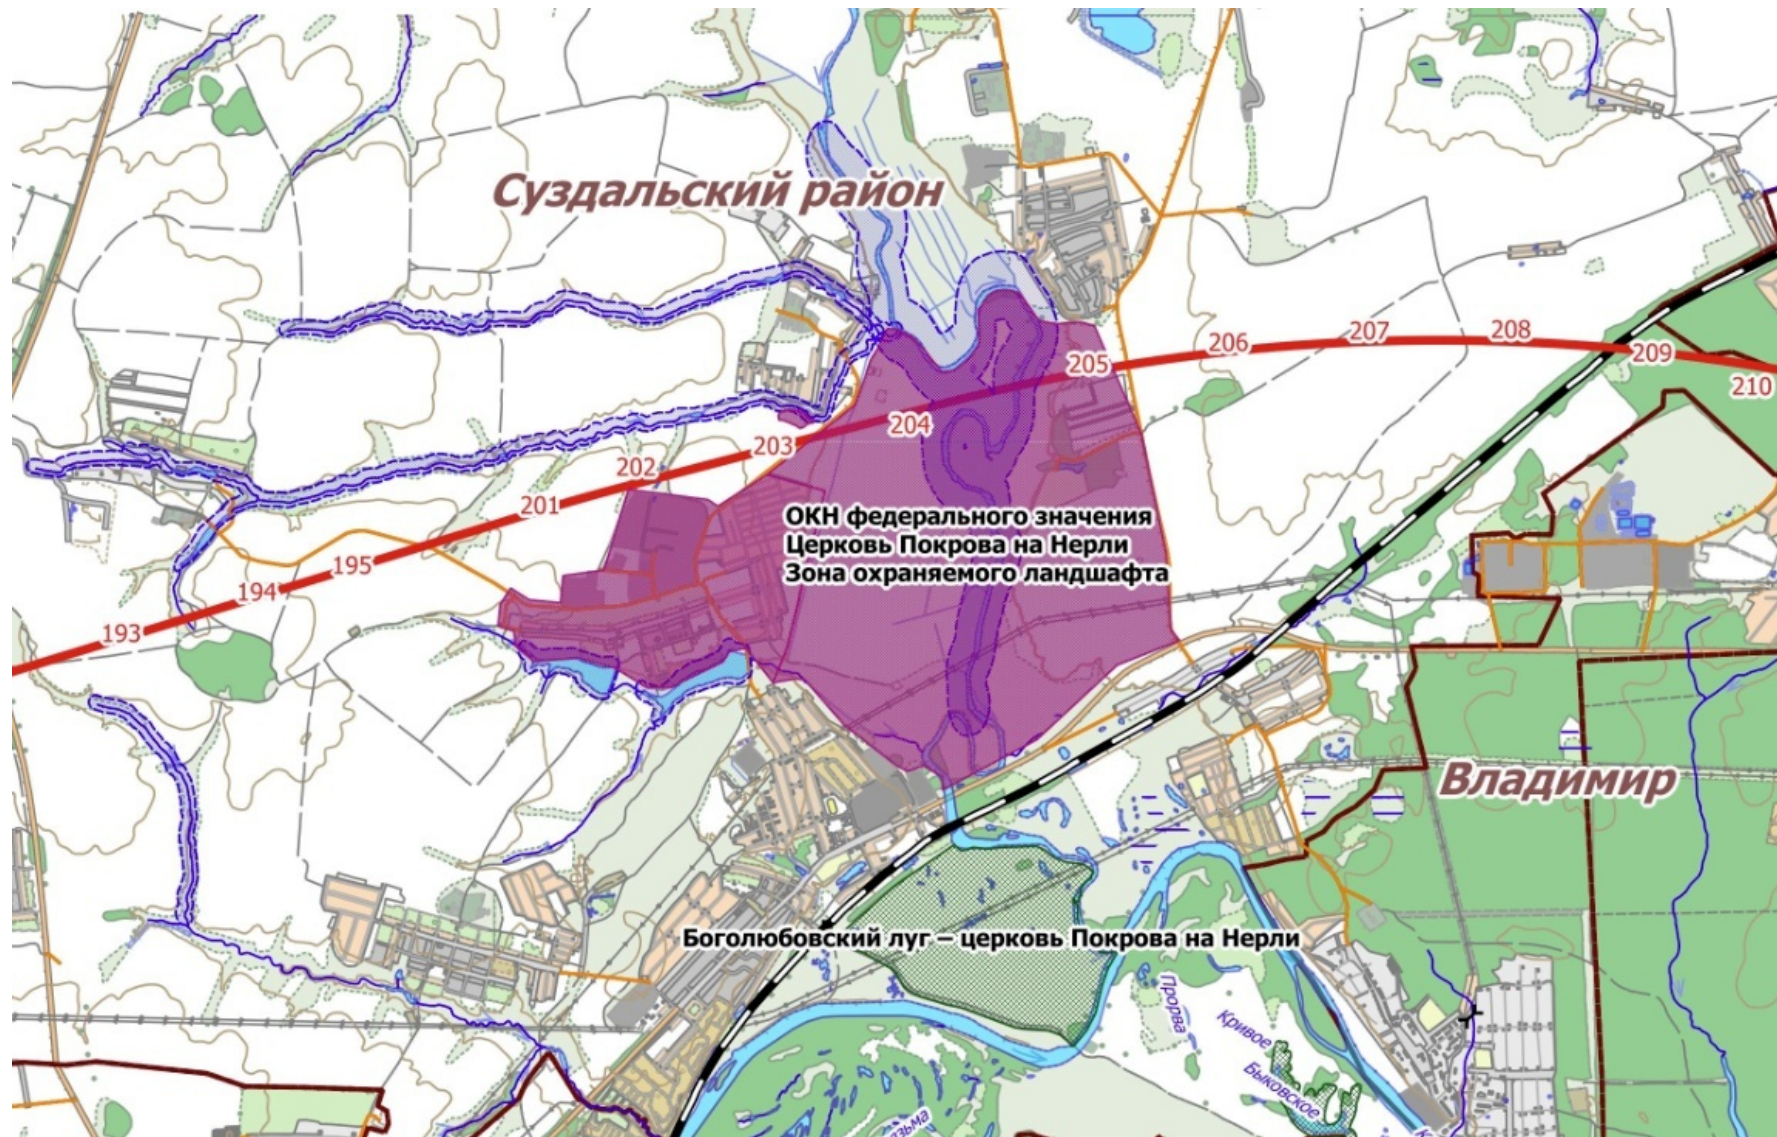 Суздальский район
207
208
206
209
205
210
204
203
202
201
ОКН федерального значения
Церковь Покрова на Нерли
Зона охраняемого ландшафта
195
194
193
Владимир
Боголюбовский луг – церковь Покрова на Нерли
Прорва
Кривое
Быковское